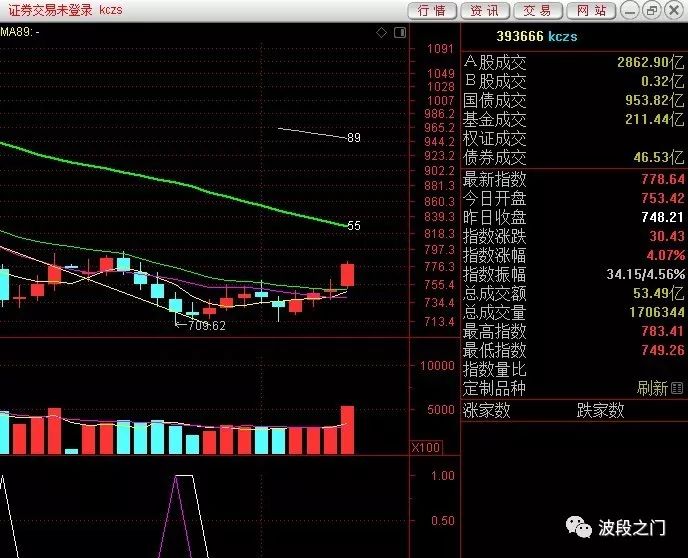 证券交易未登录 kczs
行情 资讯 交易 网站
MA89: -
393666 kczs
1091
1049
1028
1007
986.2
965.2
944.2
923.2
902.2
881.3
860.3
839.3
818.3
797.3
776.3
755.4
734.4
713.4
89
55
←709.62
10000
5000
X100
1.00
0.50
A股成交 2862.90亿
B股成交 0.32亿
国债成交 953.82亿
基金成交 211.44亿
权证成交
债券成交 46.53亿
最新指数 778.64
今日开盘 753.42
昨日收盘 748.21
指数涨跌 30.43
指数涨幅 4.07%
指数振幅 34.15/4.56%
总成交额 53.49亿
总成交量 1706344
最高指数 783.41
最低指数 749.26
指数量比
定制品种 刷新
涨家数 跌家数
波段之门